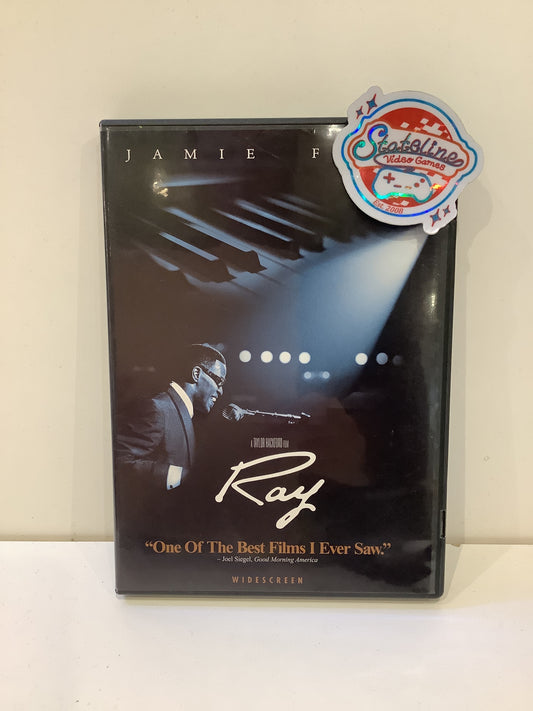 JAMIE F
Stateline
Video Games
Est. 2008
A TAYLOR HACKFORD FILM
Ray
“One Of The Best Films I Ever Saw.”
– Joel Siegel, Good Morning America
WIDESCREEN